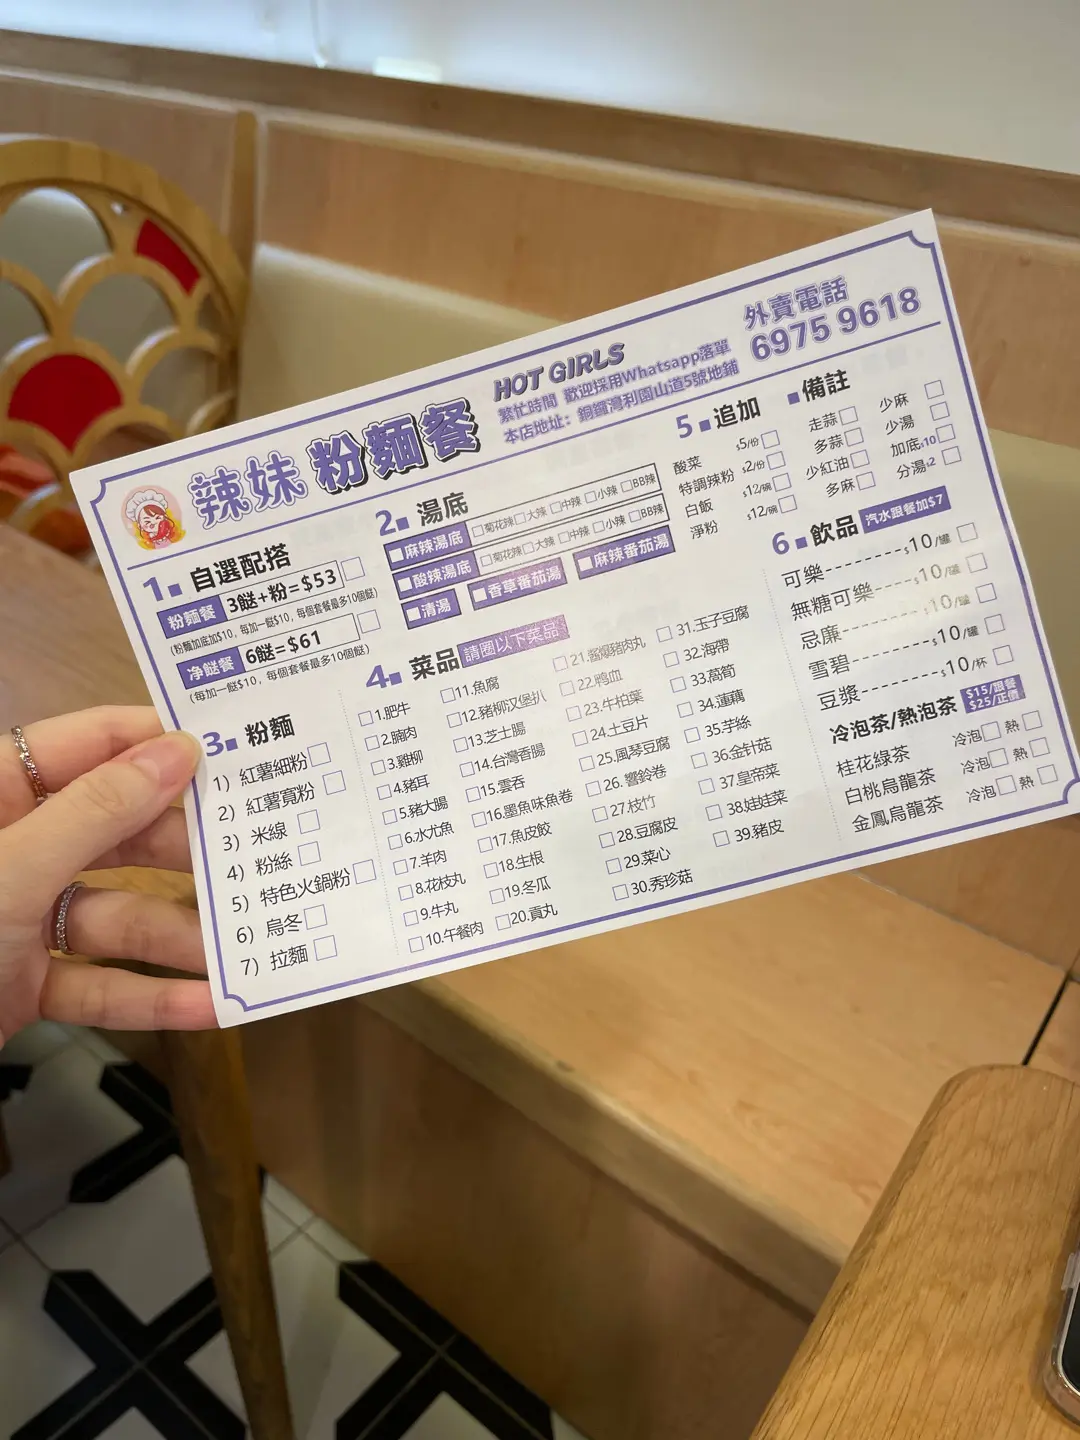 辣妹 粉麵餐
HOT GIRLS
繁忙時間 歡迎採用Whatsapp落單
本店地址：銅鑼灣利園山道5號地鋪
外賣電話
6975 9618
1. 自選配搭
粉麵餐 3餸+粉=$53
(粉麵加底加$10, 每加一餸$10, 每個套餐最多10個餸)
净餸餐 6餸=$61
(每加一餸$10, 每個套餐最多10個餸)
2. 湯底
麻辣湯底 菊花辣 大辣 中辣 小辣 BB辣
酸辣湯底 菊花辣 大辣 中辣 小辣 BB辣
清湯 香草番茄湯 麻辣番茄湯
3. 粉麵
1) 紅薯細粉
2) 紅薯寬粉
3) 米線
4) 粉絲
5) 特色火鍋粉
6) 烏冬
7) 拉麵
4. 菜品 請圈以下菜品
1.肥牛
2.腩肉
3.雞柳
4.豬耳
5.豬大腸
6.水尤魚
7.羊肉
8.花枝丸
9.牛丸
10.午餐肉
11.魚腐
12.豬柳汉堡扒
13.芝士腸
14.台灣香腸
15.雲吞
16.墨魚味魚卷
17.魚皮餃
18.生根
19.冬瓜
20.貢丸
21.醬爆豬肉丸
22.鸭血
23.牛柏葉
24.土豆片
25.風琴豆腐
26. 響鈴卷
27.枝竹
28.豆腐皮
29.菜心
30.秀珍菇
31.玉子豆腐
32.海帶
33.萵筍
34.蓮藕
35.芋絲
36.金针菇
37.皇帝菜
38.娃娃菜
39.豬皮
5. 追加
酸菜 $5/份
特調辣粉 $2/份
白飯 $12/碗
淨粉 $12/碗
備註
走蒜 少麻
多蒜 少湯
少紅油 加底$10
多麻 分湯$2
6. 飲品 汽水跟餐加$7
可樂--------$10/罐
無糖可樂------$10/罐
忌廉--------$10/罐
雪碧--------$10/罐
豆漿--------$10/杯
冷泡茶/熱泡茶 $15/跟餐
$25/正價
桂花綠茶 冷泡 熱
白桃烏龍茶 冷泡 熱
金鳳烏龍茶 冷泡 熱